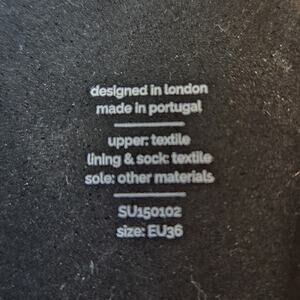 designed in london
made in portugal
upper: textile
lining & sock: textile
sole: other materials
SU150102
size: EU36